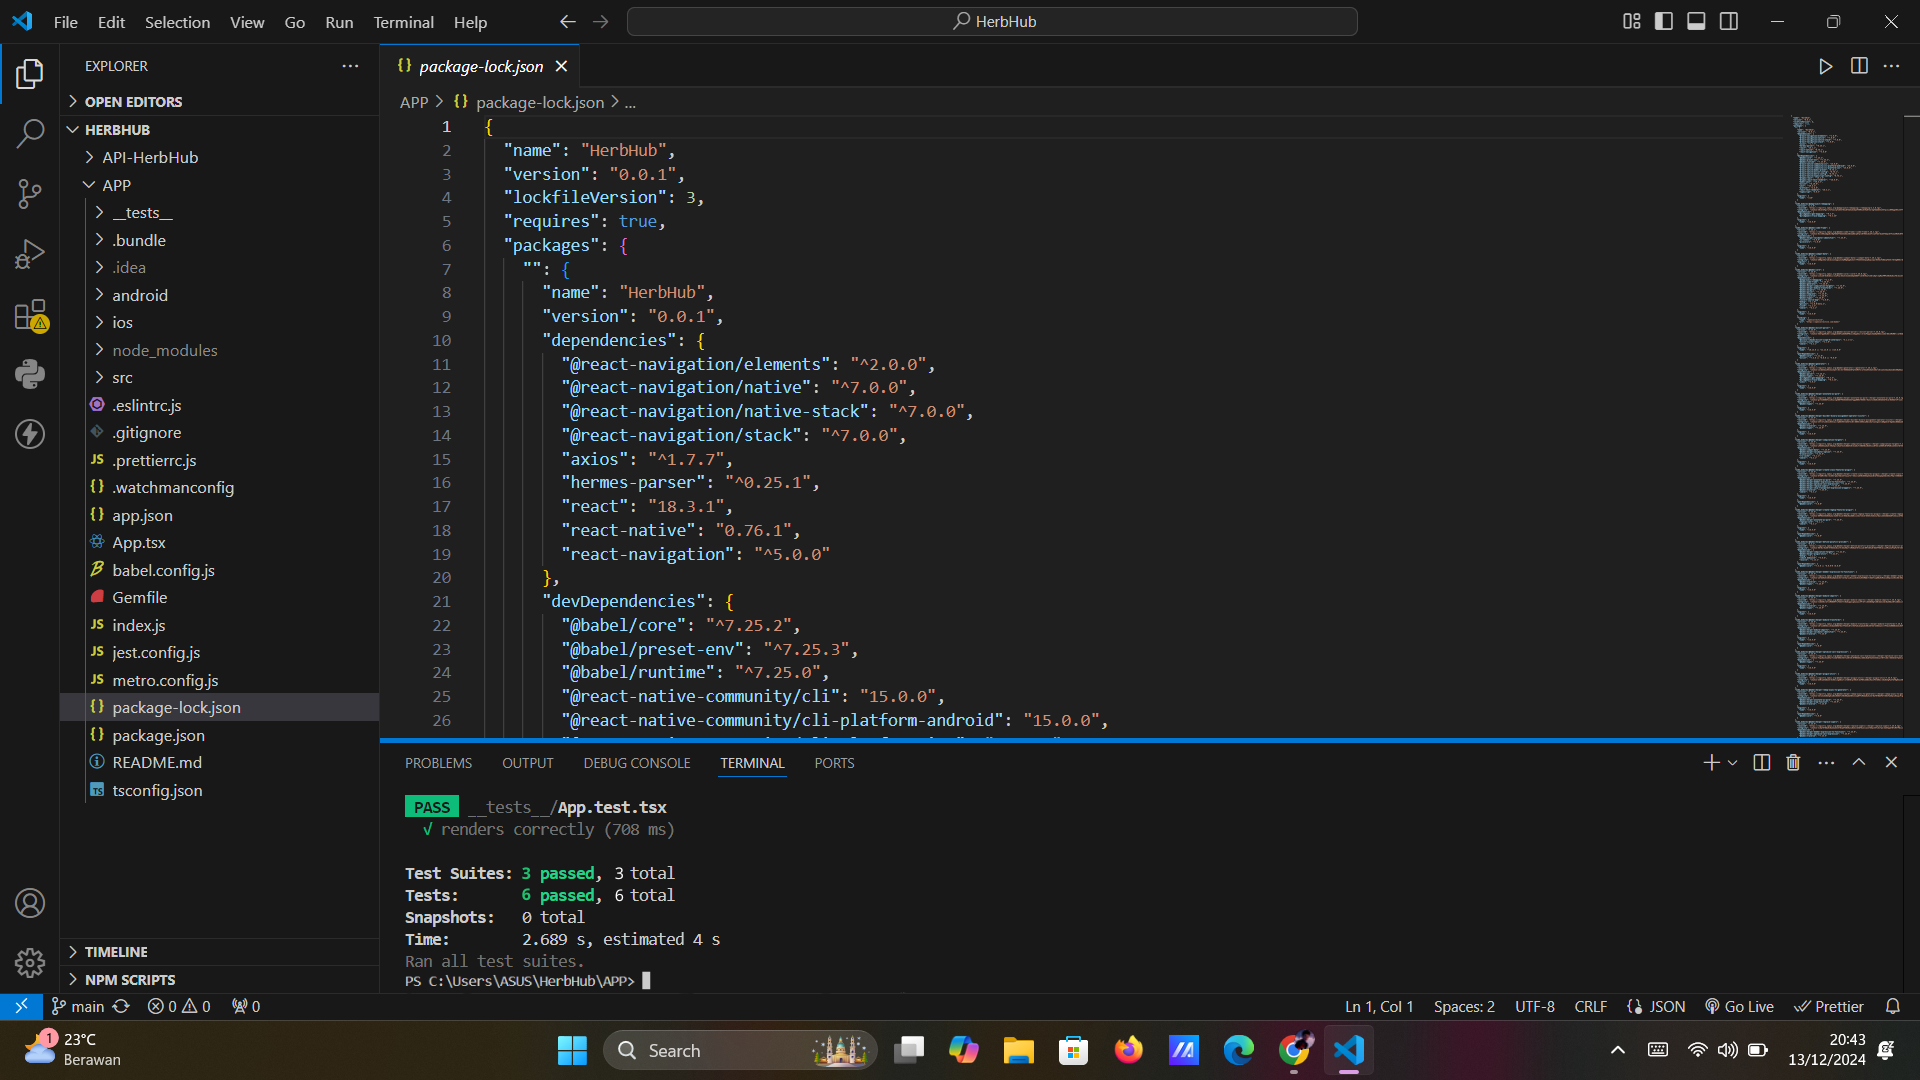 File Edit Selection View Go Run Terminal Help
HerbHub
EXPLORER
OPEN EDITORS
HERBHUB
API-HerbHub
APP
__tests__
.bundle
.idea
android
ios
node_modules
src
.eslintrc.js
.gitignore
.prettierrc.js
.watchmanconfig
app.json
App.tsx
babel.config.js
Gemfile
index.js
jest.config.js
metro.config.js
package-lock.json
package.json
README.md
tsconfig.json
TIMELINE
NPM SCRIPTS
package-lock.json
APP > package-lock.json > ...
1 {
2 "name": "HerbHub",
3 "version": "0.0.1",
4 "lockfileVersion": 3,
5 "requires": true,
6 "packages": {
7 "": {
8 "name": "HerbHub",
9 "version": "0.0.1",
10 "dependencies": {
11 "@react-navigation/elements": "^2.0.0",
12 "@react-navigation/native": "^7.0.0",
13 "@react-navigation/native-stack": "^7.0.0",
14 "@react-navigation/stack": "^7.0.0",
15 "axios": "^1.7.7",
16 "hermes-parser": "^0.25.1",
17 "react": "18.3.1",
18 "react-native": "0.76.1",
19 "react-navigation": "^5.0.0"
20 },
21 "devDependencies": {
22 "@babel/core": "^7.25.2",
23 "@babel/preset-env": "^7.25.3",
24 "@babel/runtime": "^7.25.0",
25 "@react-native-community/cli": "15.0.0",
26 "@react-native-community/cli-platform-android": "15.0.0",
PROBLEMS OUTPUT DEBUG CONSOLE TERMINAL PORTS
PASS __tests__/App.test.tsx
√ renders correctly (708 ms)
Test Suites: 3 passed, 3 total
Tests: 6 passed, 6 total
Snapshots: 0 total
Time: 2.689 s, estimated 4 s
Ran all test suites.
PS C:\Users\ASUS\HerbHub\APP>
main 0 0 0
Ln 1, Col 1 Spaces: 2 UTF-8 CRLF JSON Go Live Prettier
1 23°C
Berawan
Search
20:43
13/12/2024